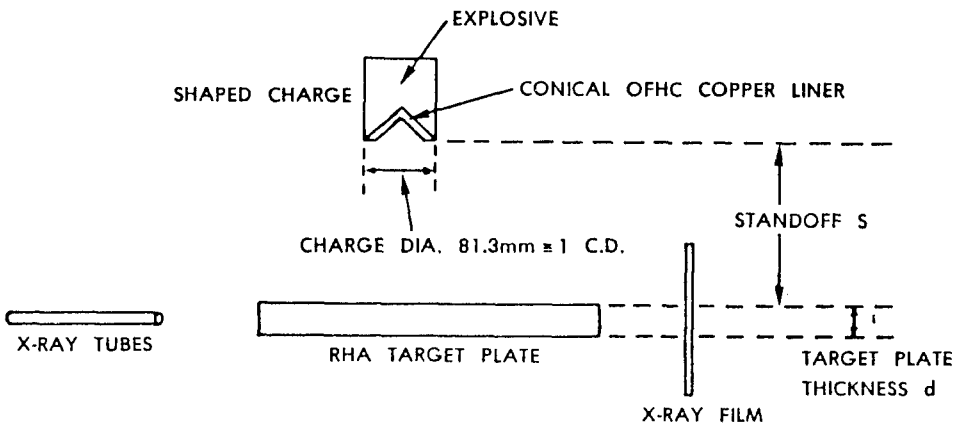 EXPLOSIVE
SHAPED CHARGE
CONICAL OFHC COPPER LINER
STANDOFF S
CHARGE DIA. 81.3mm ≡ 1 C.D.
X-RAY TUBES
RHA TARGET PLATE
TARGET PLATE
THICKNESS d
X-RAY FILM